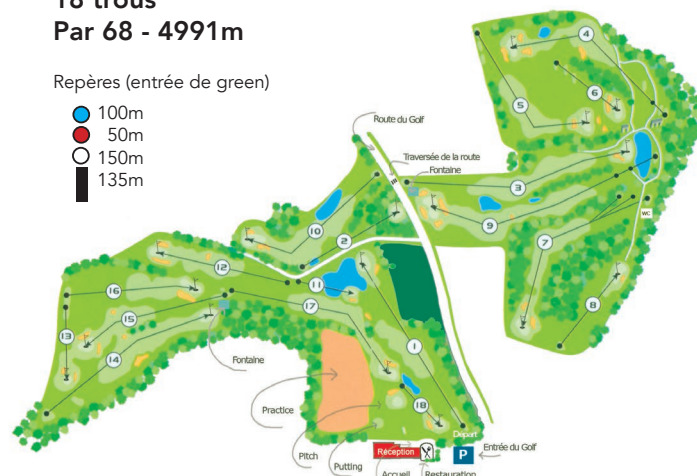 18 trous
Par 68 - 4991m
Repères (entrée de green)
100m
50m
150m
135m
Route du Golf
Traversée de la route
Fontaine
4
5
6
3
9
7
WC
8
10
2
12
11
16
17
15
13
14
1
18
Fontaine
Practice
Pitch
Putting
Départ
Réception
P
Entrée du Golf
Accueil
Restauration